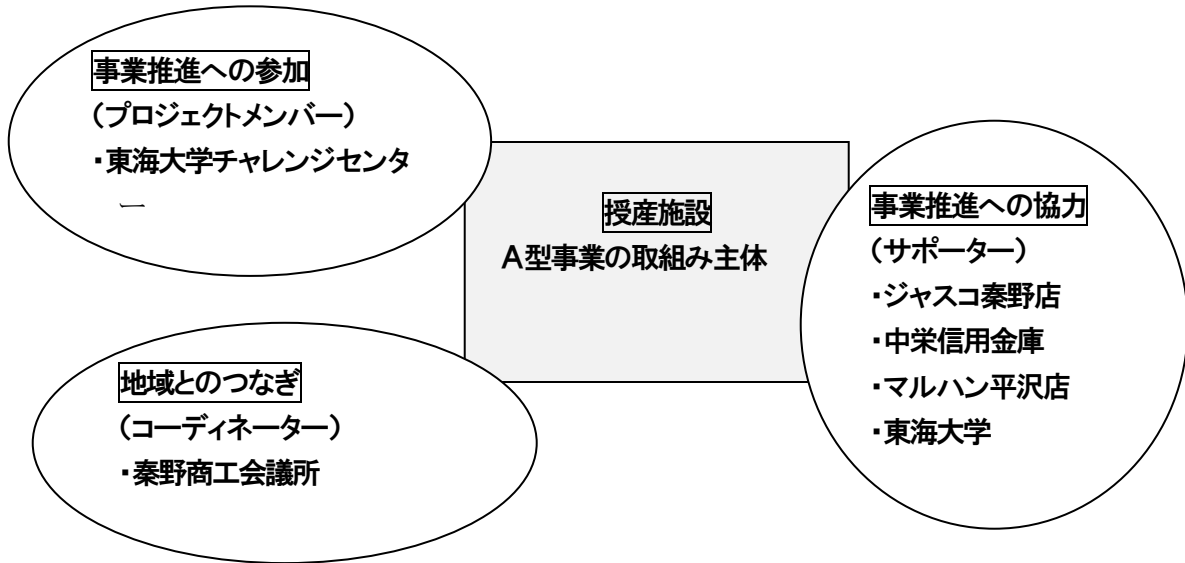 事業推進への参加
(プロジェクトメンバー)
・東海大学チャレンジセンタ
ー
授産施設
A型事業の取組み主体
事業推進への協力
(サポーター)
・ジャスコ秦野店
・中栄信用金庫
・マルハン平沢店
・東海大学
地域とのつなぎ
(コーディネーター)
・秦野商工会議所